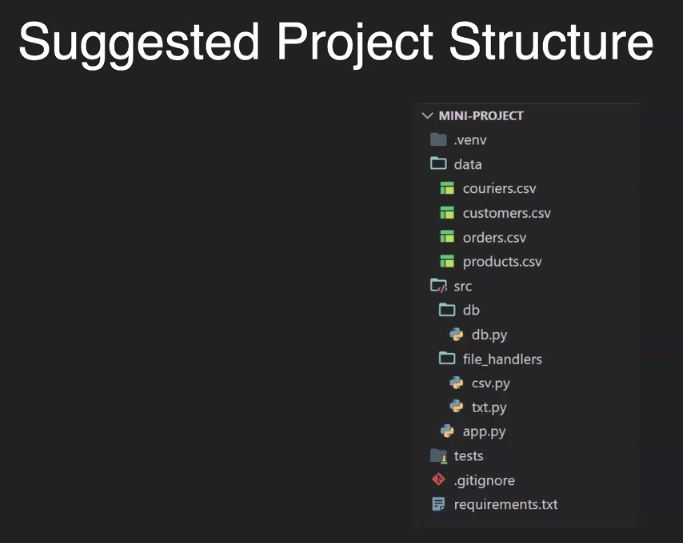 Suggested Project Structure
MINI-PROJECT
.venv
data
couriers.csv
customers.csv
orders.csv
products.csv
src
db
db.py
file_handlers
csv.py
txt.py
app.py
tests
.gitignore
requirements.txt